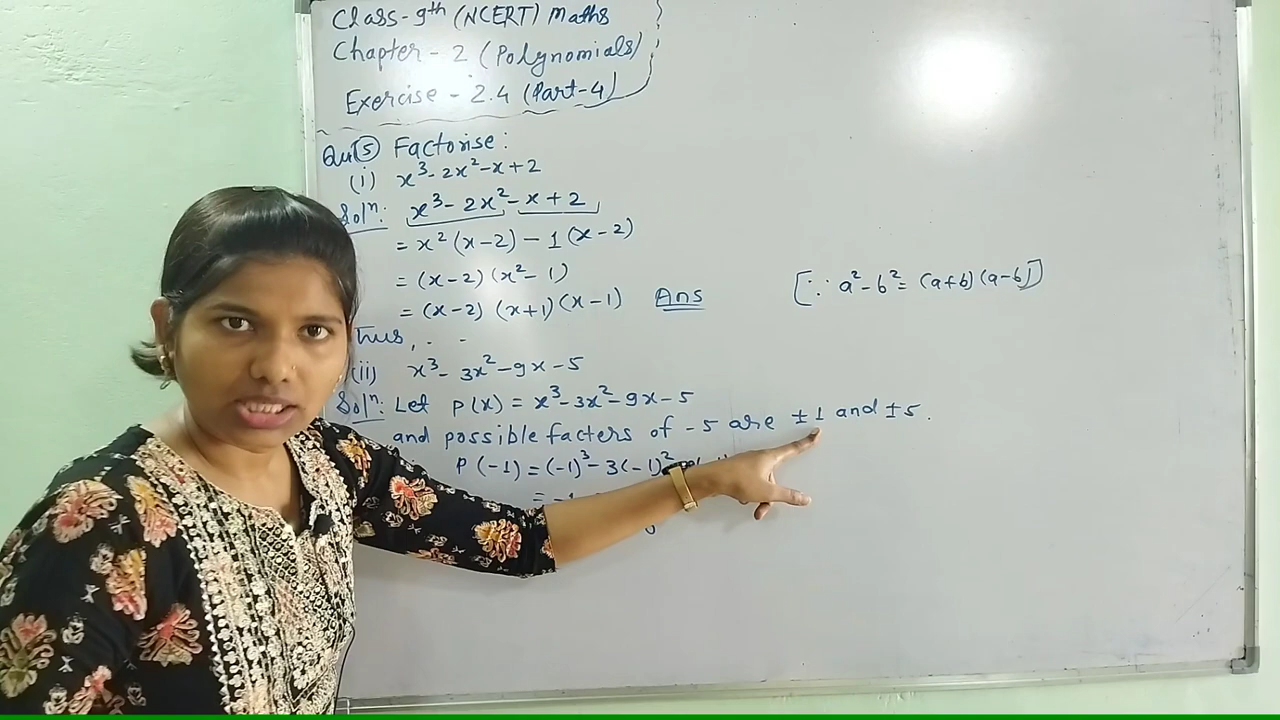 Class-9th (NCERT) Maths
Chapter - 2 (Polynomials)
Exercise - 2.4 (Part-4)
Qu⑤ Factorise:
(i) x³-2x²-x+2
Solⁿ: x³-2x²-x+2
= x²(x-2) - 1(x-2)
= (x-2)(x²-1)
= (x-2)(x+1)(x-1) Ans [∵ a²-b²= (a+b)(a-b)]
Thus, - -
(ii) x³-3x²-9x-5
Solⁿ: Let p(x) = x³-3x²-9x-5
and possible facters of -5 are ±1 and ±5.
P(-1) = (-1)³-3(-1)²
= -1